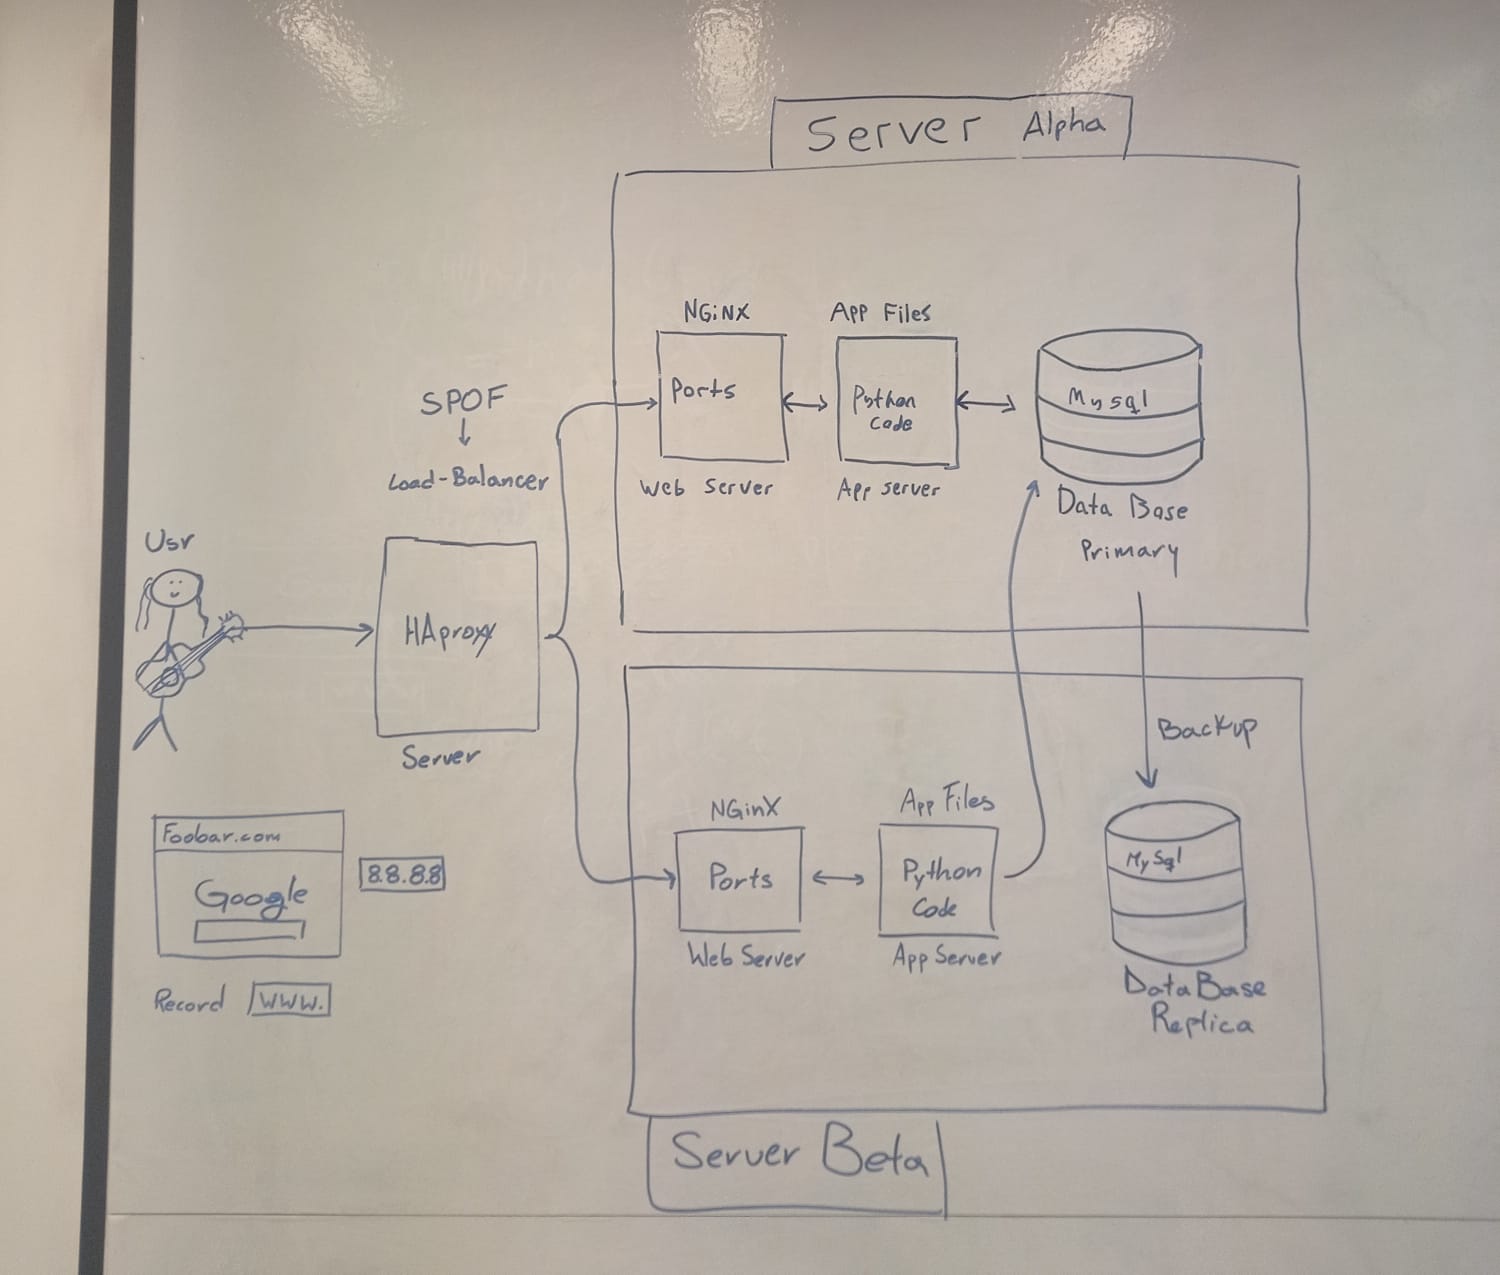 Server Alpha
NGiNX
App Files
Ports
Python
Code
Mysql
Web Server
App server
Data Base
Primary
SPOF
Load-Balancer
Usr
HAproxy
Server
Backup
Foobar.com
Google
8.8.8.8
Record www.
NGinX
App Files
Ports
Python
Code
MySql
Web Server
App Server
DataBase
Replica
Server Beta